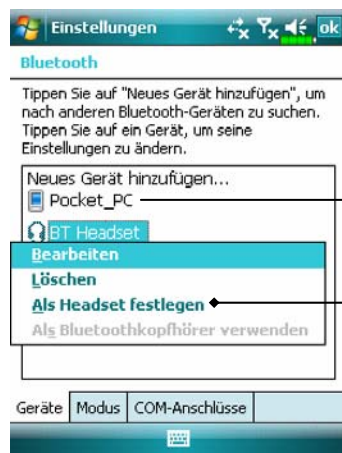 Einstellungen
ok
Bluetooth
Tippen Sie auf "Neues Gerät hinzufügen", um
nach anderen Bluetooth-Geräten zu suchen.
Tippen Sie auf ein Gerät, um seine
Einstellungen zu ändern.
Neues Gerät hinzufügen...
Pocket_PC
BT Headset
Bearbeiten
Löschen
Als Headset festlegen
Als Bluetoothkopfhörer verwenden
Geräte Modus COM-Anschlüsse